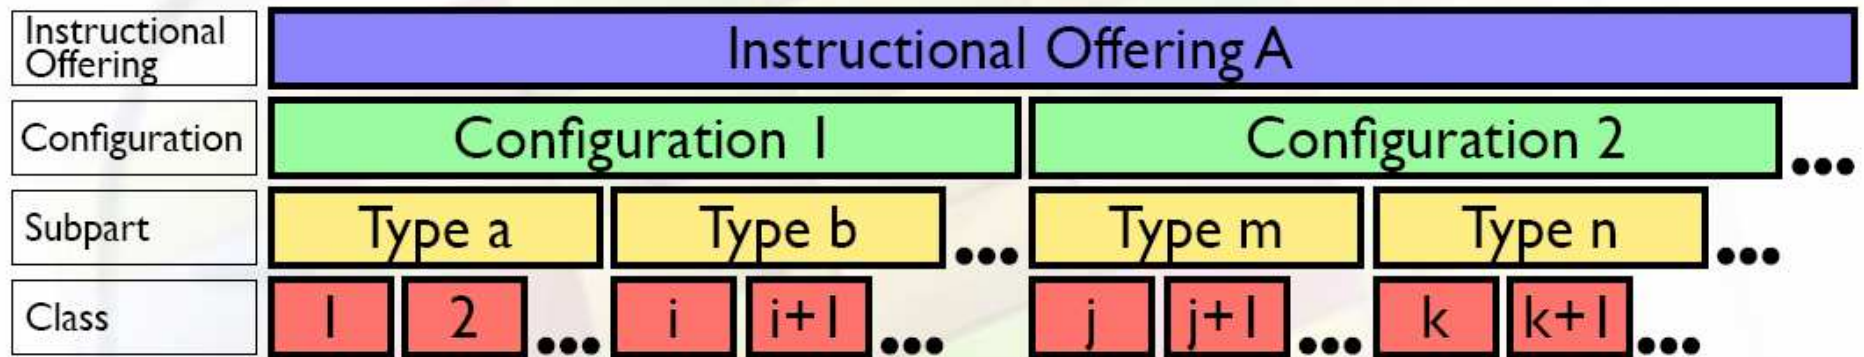 Instructional
Offering
Instructional Offering A
Configuration
Configuration 1
Configuration 2
...
Subpart
Type a
Type b
...
Type m
Type n
...
Class
1
2
...
i
i+1
...
j
j+1
...
k
k+1
...